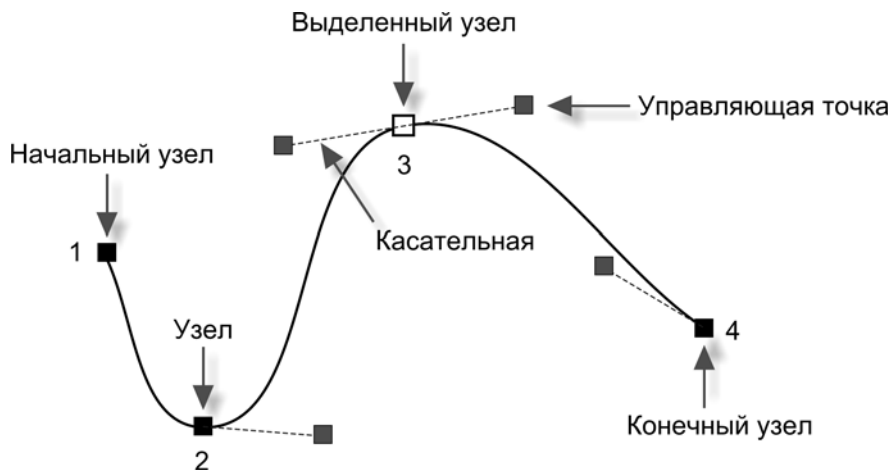 Выделенный узел
Управляющая точка
Начальный узел
3
1
Касательная
Узел
4
Конечный узел
2